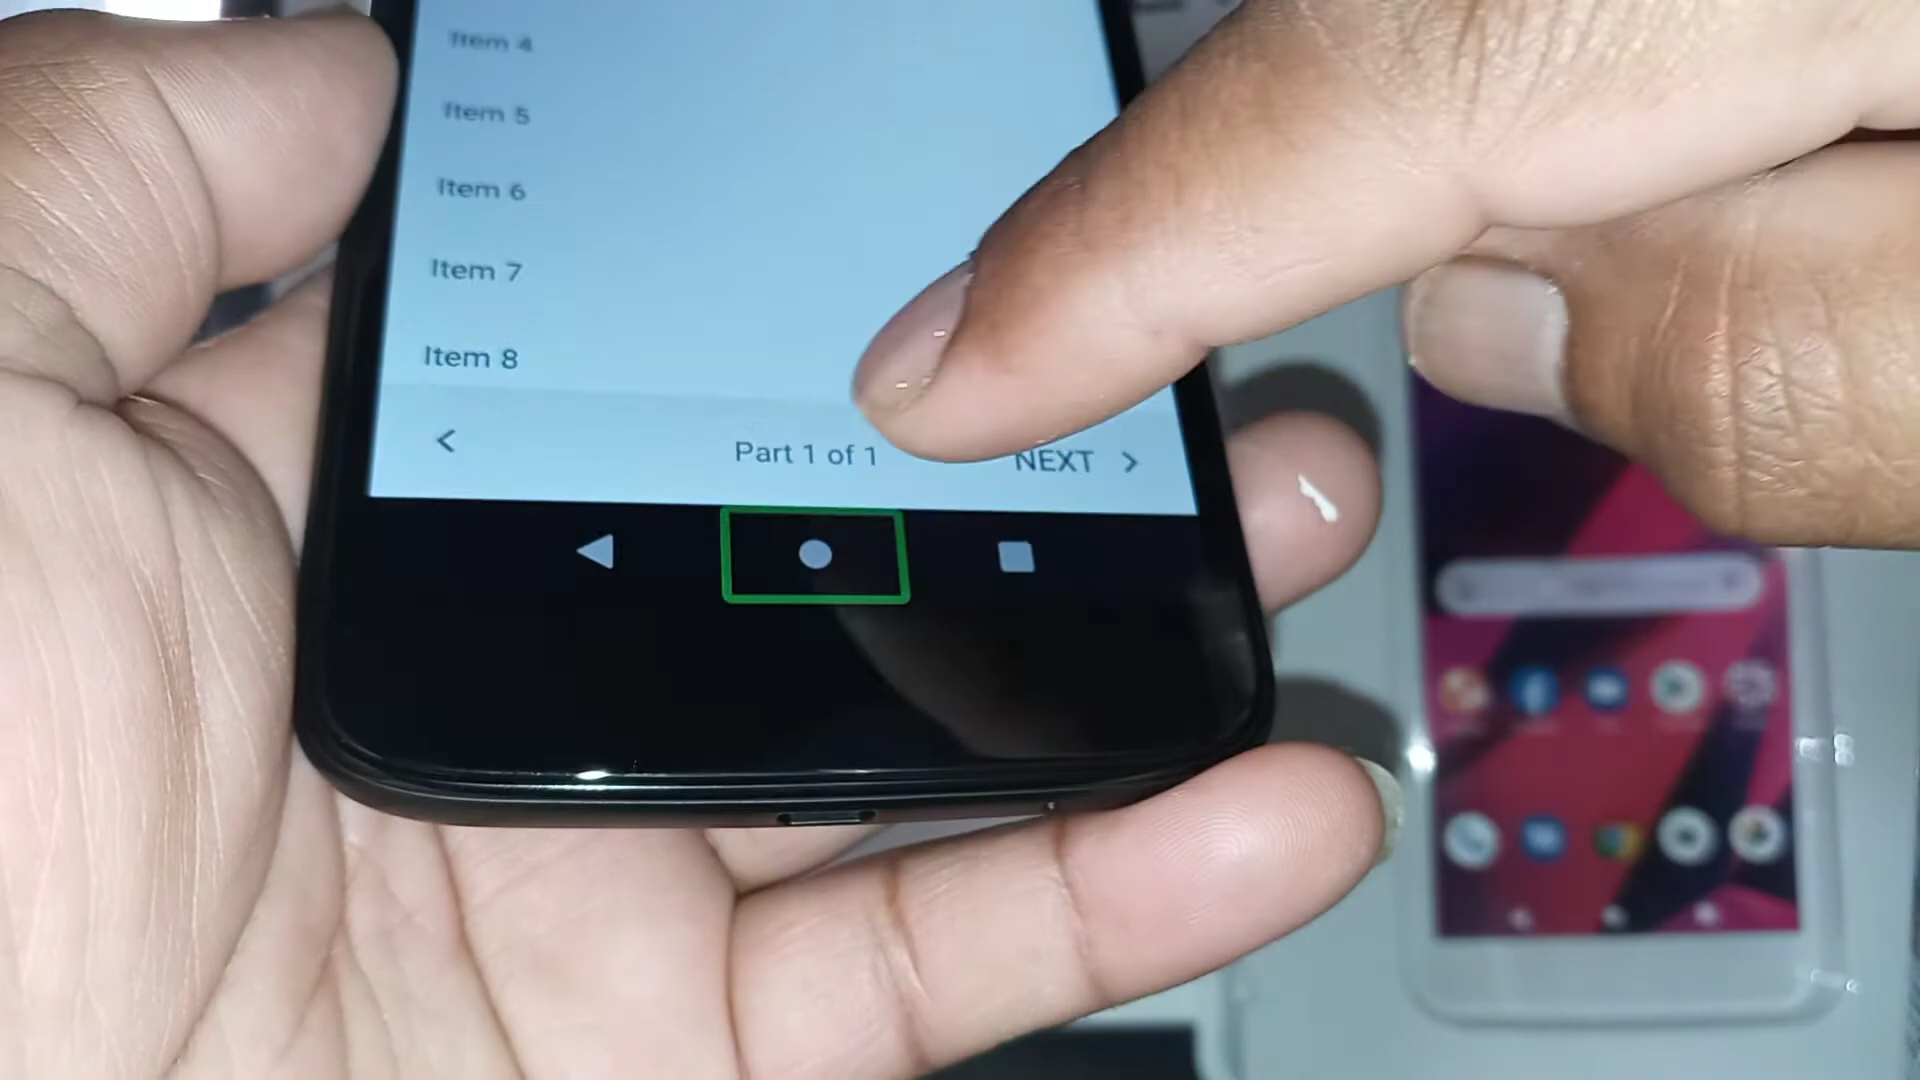 Item 4
Item 5
Item 6
Item 7
Item 8
Part 1 of 1
NEXT